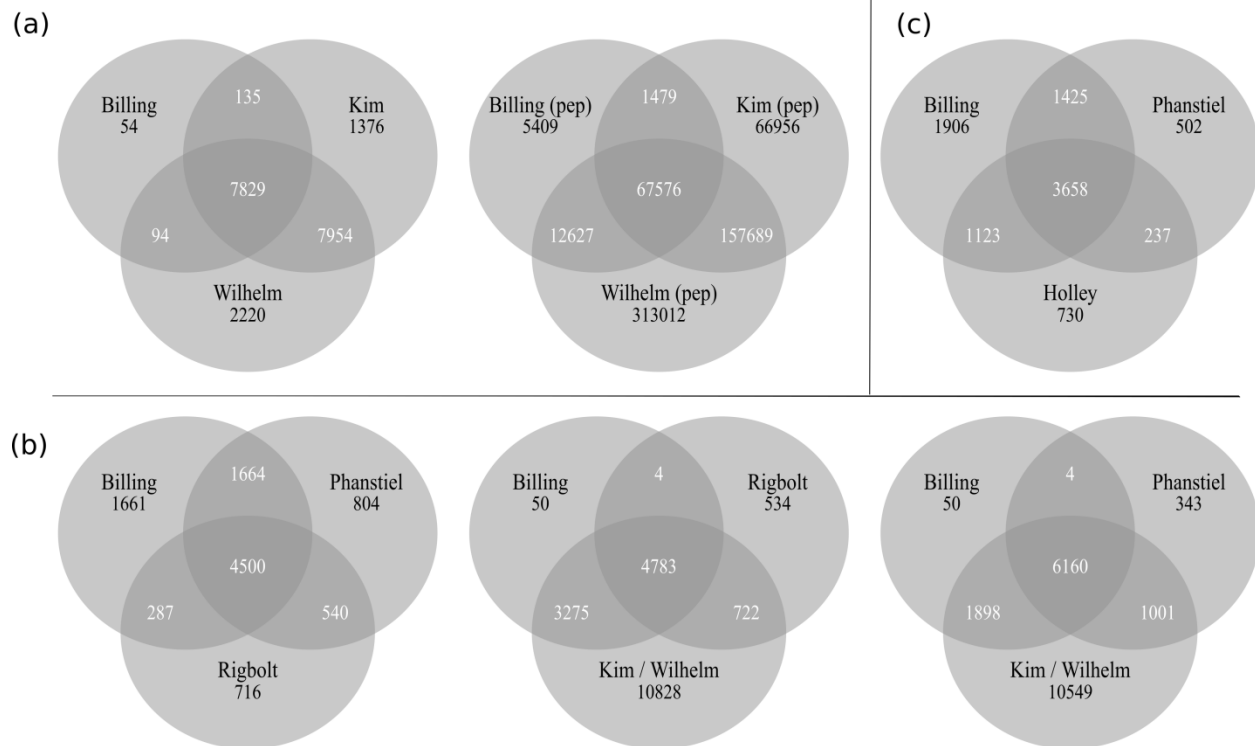 (a)
Billing
54
135
Kim
1376
7829
94
7954
Wilhelm
2220
Billing (pep)
5409
1479
Kim (pep)
66956
67576
12627
157689
Wilhelm (pep)
313012
(c)
Billing
1906
1425
Phanstiel
502
3658
1123
237
Holley
730
(b)
Billing
1661
1664
Phanstiel
804
4500
287
540
Rigbolt
716
Billing
50
4
Rigbolt
534
4783
3275
722
Kim / Wilhelm
10828
Billing
50
4
Phanstiel
343
6160
1898
1001
Kim / Wilhelm
10549